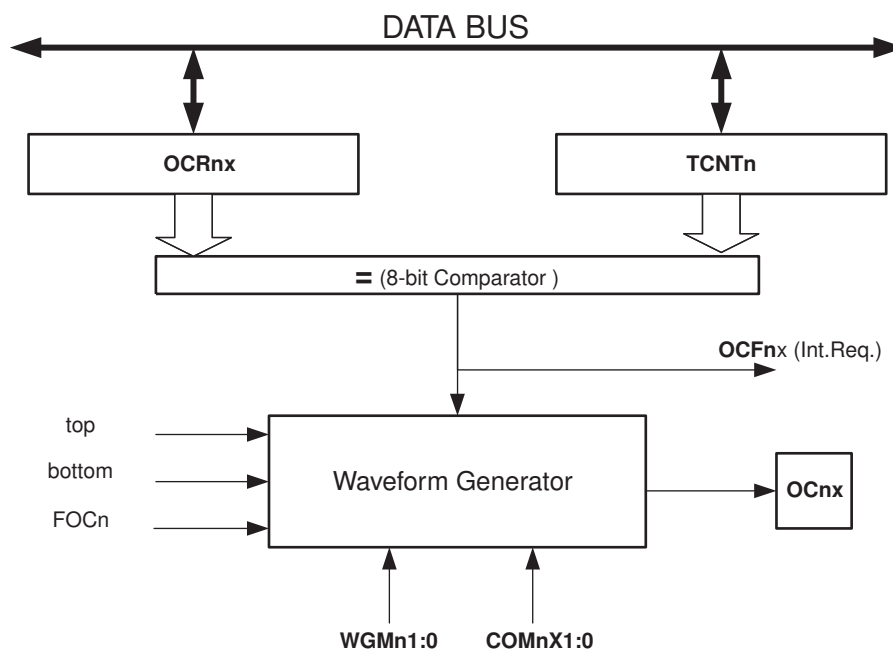 DATA BUS
OCRnx
TCNTn
= (8-bit Comparator )
OCFnx (Int.Req.)
top
bottom
FOCn
Waveform Generator
OCnx
WGMn1:0
COMnX1:0